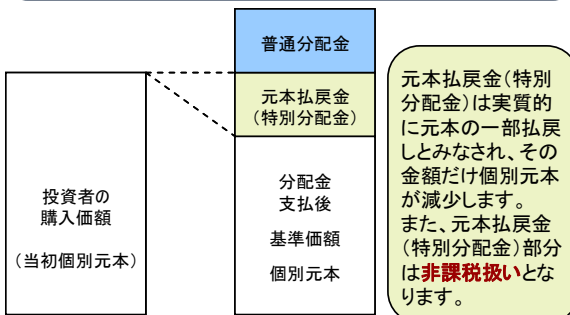 普通分配金
元本払戻金
(特別分配金)
投資者の
購入価額
(当初個別元本)
分配金
支払後
基準価額
個別元本
元本払戻金(特別
分配金)は実質的
に元本の一部払戻
しとみなされ、その
金額だけ個別元本
が減少します。
また、元本払戻金
(特別分配金)部分
は非課税扱いとな
ります。